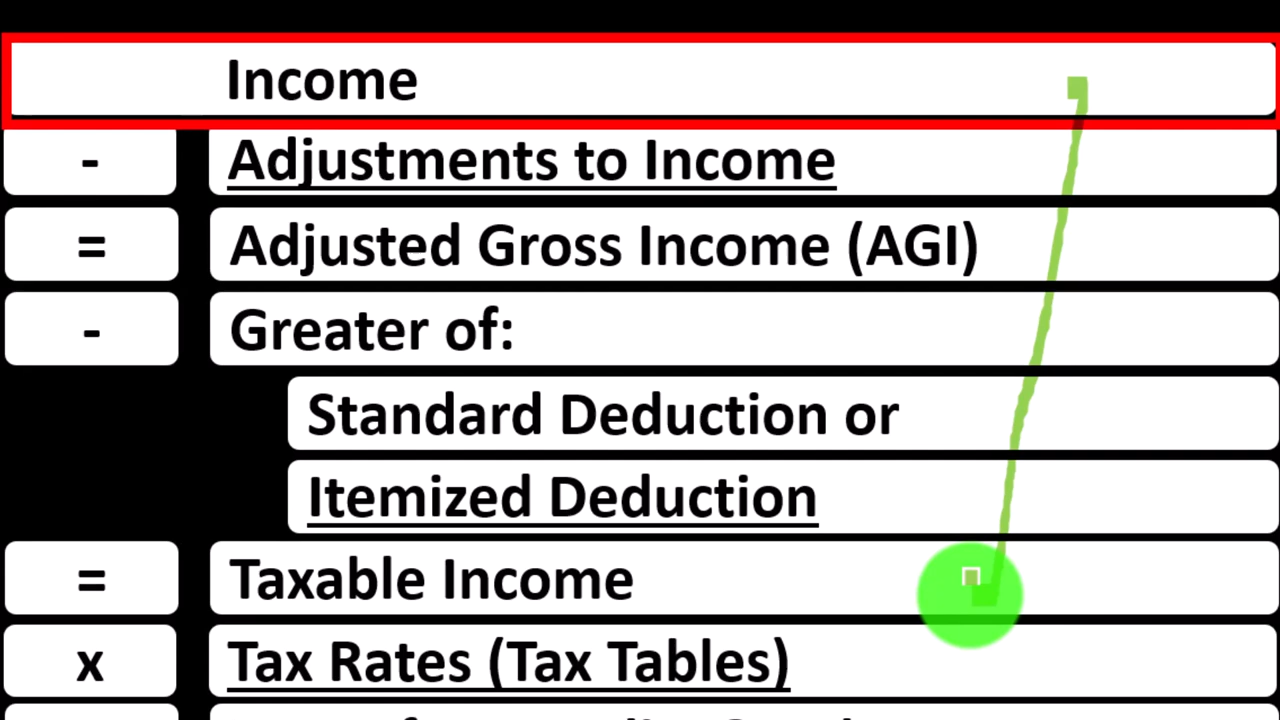 Income
- Adjustments to Income
= Adjusted Gross Income (AGI)
- Greater of:
Standard Deduction or
Itemized Deduction
= Taxable Income
x Tax Rates (Tax Tables)